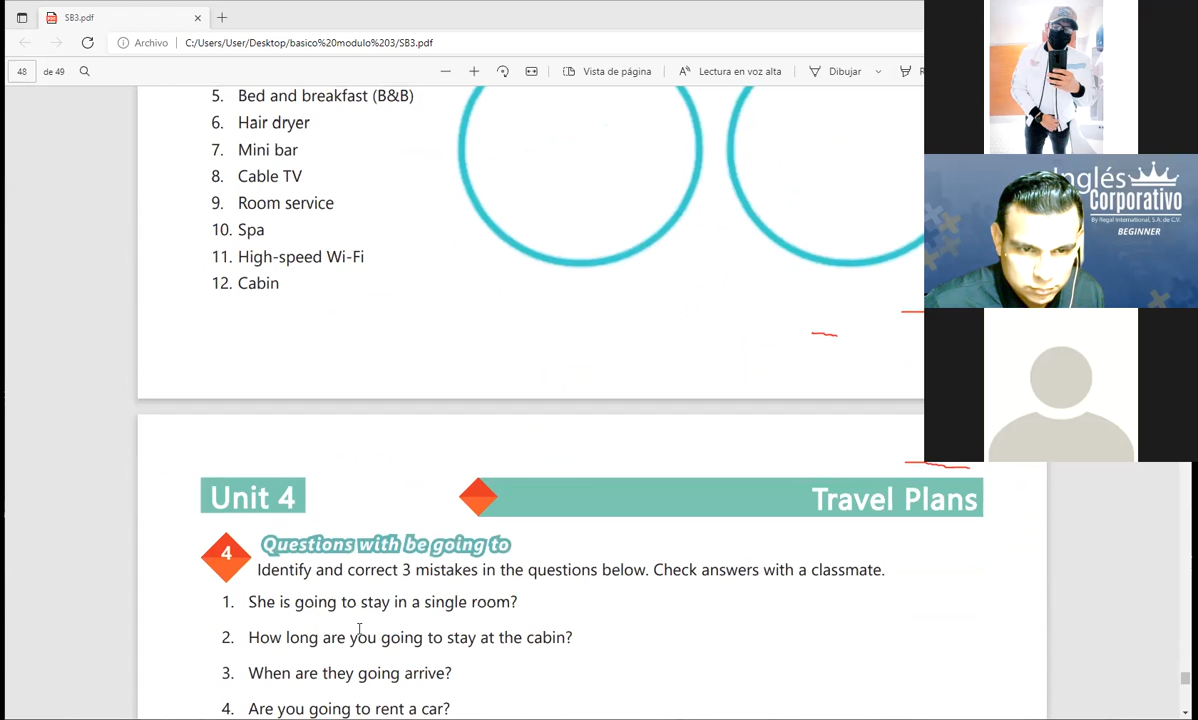 SB3.pdf
Archivo C:/Users/User/Desktop/basico%20modulo%203/SB3.pdf
48 de 49 Vista de página Lectura en voz alta Dibujar
5. Bed and breakfast (B&B)
6. Hair dryer
7. Mini bar
8. Cable TV
9. Room service
10. Spa
11. High-speed Wi-Fi
12. Cabin
Unit 4 Travel Plans
4 Questions with be going to
Identify and correct 3 mistakes in the questions below. Check answers with a classmate.
1. She is going to stay in a single room?
2. How long are you going to stay at the cabin?
3. When are they going arrive?
4. Are you going to rent a car?
Inglés
Corporativo
By Regal International, S.A. de C.V.
BEGINNER